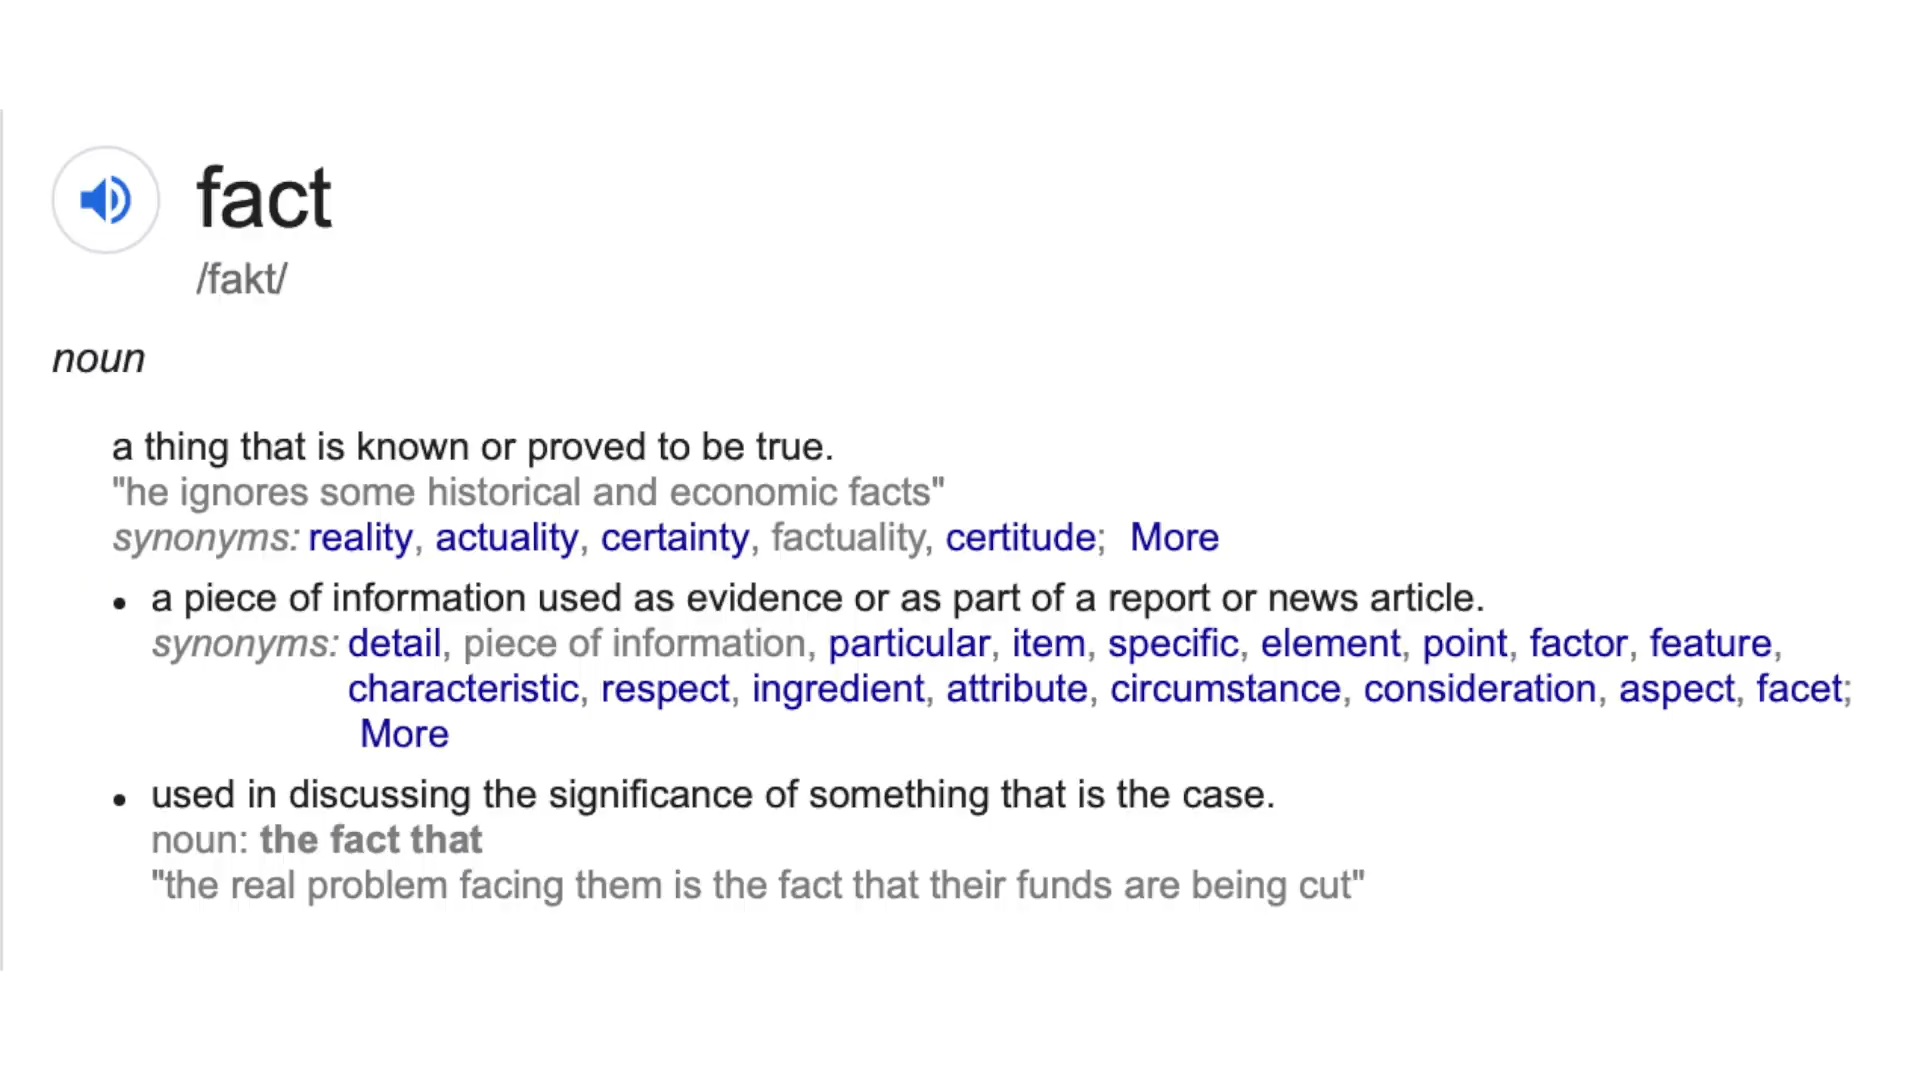 fact
/fakt/
noun
a thing that is known or proved to be true.
"he ignores some historical and economic facts"
synonyms: reality, actuality, certainty, factuality, certitude; More
• a piece of information used as evidence or as part of a report or news article.
synonyms: detail, piece of information, particular, item, specific, element, point, factor, feature,
characteristic, respect, ingredient, attribute, circumstance, consideration, aspect, facet;
More
• used in discussing the significance of something that is the case.
noun: the fact that
"the real problem facing them is the fact that their funds are being cut"